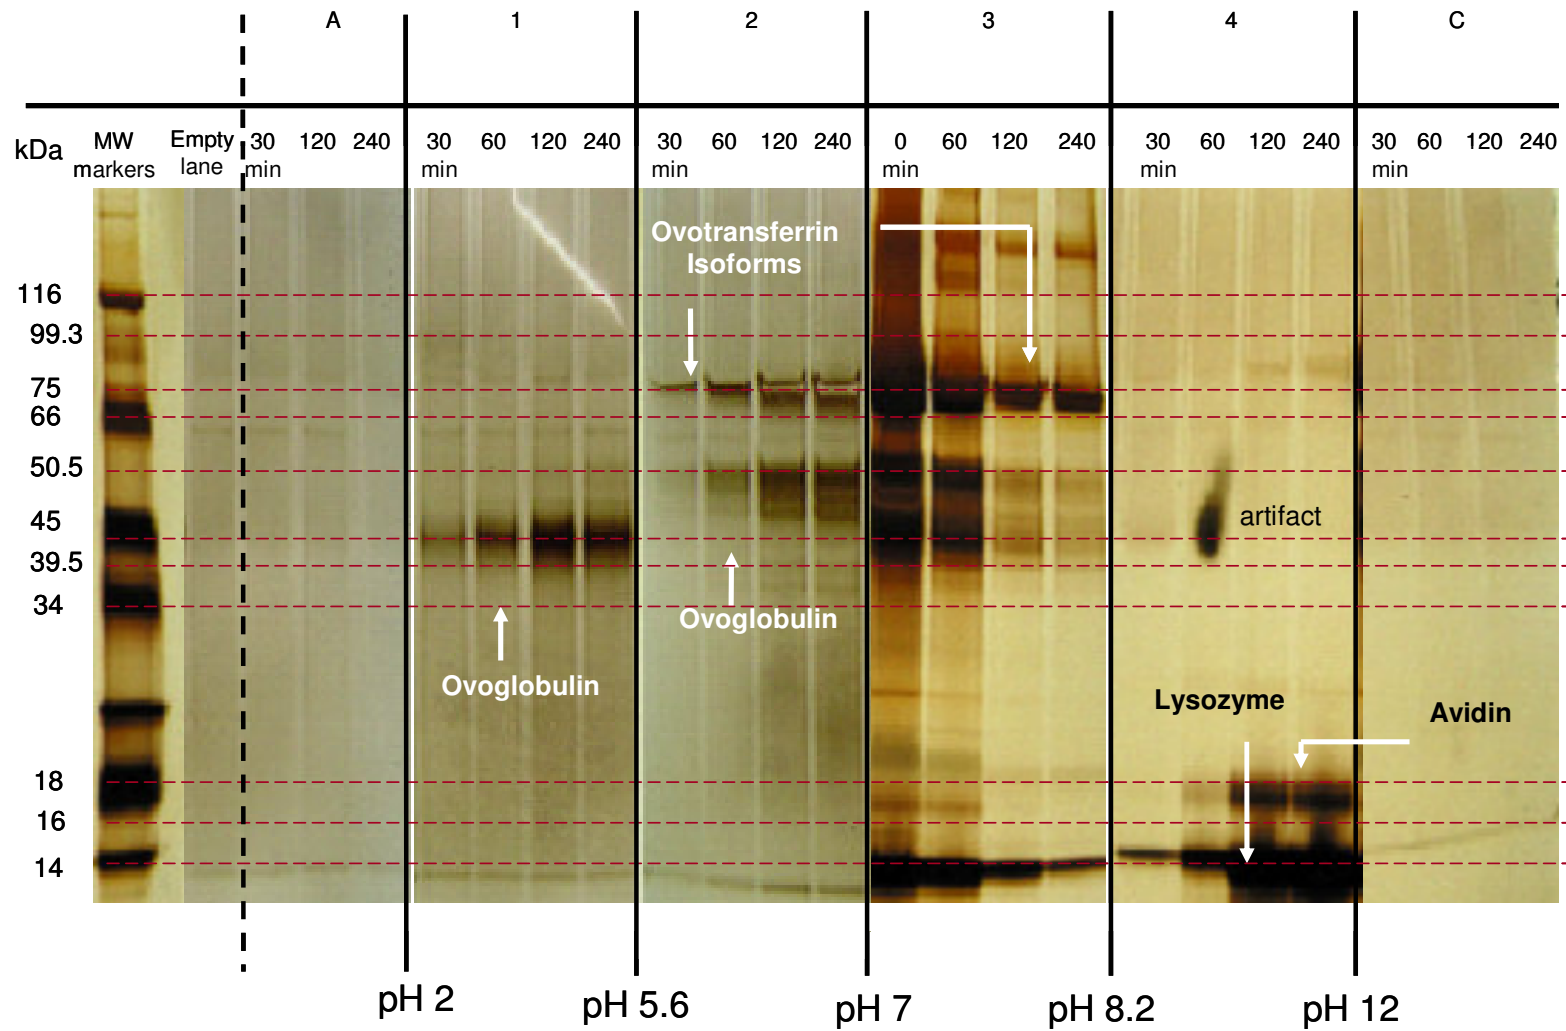 A 1 2 3 4 C
kDa
MW
markers
Empty
lane
30 120 240
min
30 60 120 240
min
30 60 120 240
min
0 60 120 240
min
30 60 120 240
min
30 60 120 240
min
116
99.3
75
66
50.5
45
39.5
34
18
16
14
Ovotransferrin
Isoforms
artifact
Ovoglobulin
Ovoglobulin
Lysozyme
Avidin
pH 2 pH 5.6 pH 7 pH 8.2 pH 12